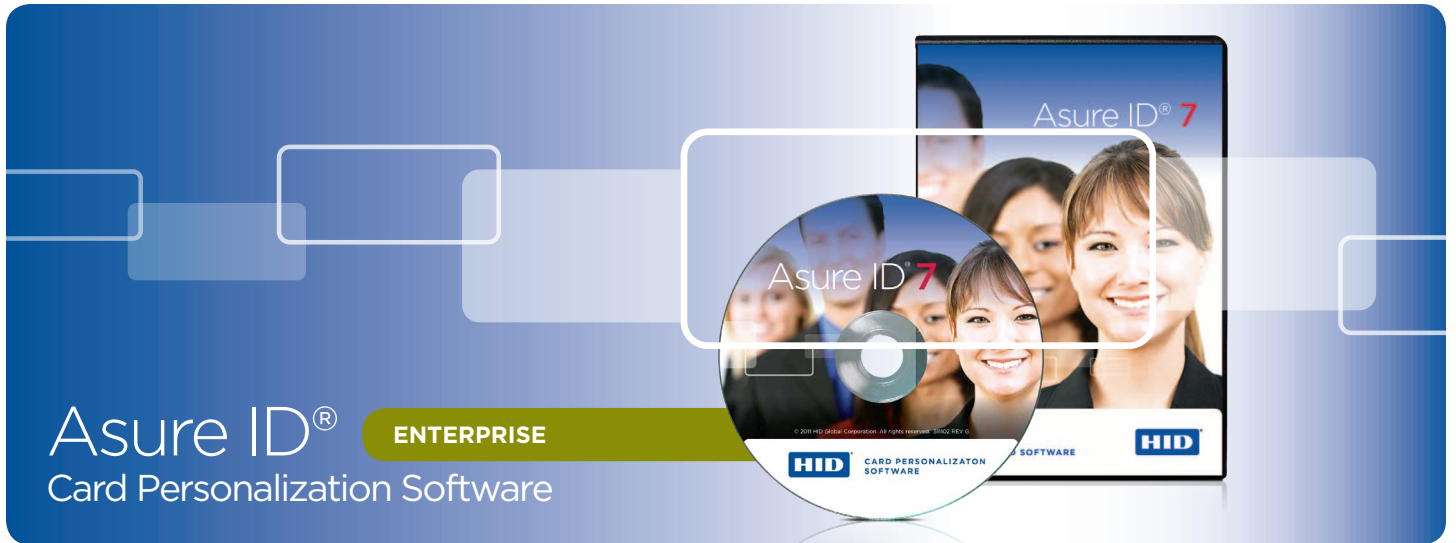 Asure ID® 7
Asure ID® 7
© 2011 HID Global Corporation. All rights reserved.
REV G
HID
CARD PERSONALIZATON
SOFTWARE
SOFTWARE
HID
Asure ID®
ENTERPRISE
Card Personalization Software